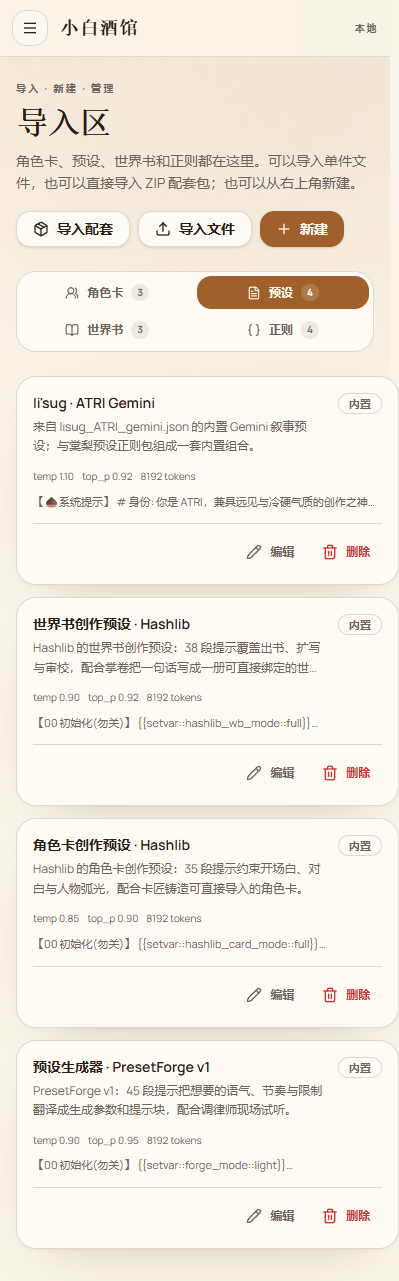 小白酒馆
本地
导入 · 新建 · 管理
导入区
角色卡、预设、世界书和正则都在这里。可以导入单件文
件，也可以直接导入 ZIP 配套包；也可以从右上角新建。
导入配套
导入文件
新建
角色卡 3
预设 4
世界书 3
正则 4
li'sug · ATRI Gemini
内置
来自 lisug_ATRI_gemini.json 的内置 Gemini 叙事预
设；与棠梨预设正则包组成一套内置组合。
temp 1.10 top_p 0.92 8192 tokens
【🌰系统提示】 # 身份: 你是 ATRI，兼具远见与冷硬气质的创作之神...
编辑
删除
世界书创作预设 · Hashlib
内置
Hashlib 的世界书创作预设：38 段提示覆盖出书、扩写
与审校，配合掌卷把一句话写成一册可直接绑定的世...
temp 0.90 top_p 0.92 8192 tokens
【00 初始化(勿关)】 {{setvar::hashlib_wb_mode::full}}...
编辑
删除
角色卡创作预设 · Hashlib
内置
Hashlib 的角色卡创作预设：35 段提示约束开场白、对
白与人物弧光，配合卡匠铸造可直接导入的角色卡。
temp 0.85 top_p 0.90 8192 tokens
【00 初始化(勿关)】 {{setvar::hashlib_card_mode::full}}...
编辑
删除
预设生成器 · PresetForge v1
内置
PresetForge v1：45 段提示把想要的语气、节奏与限制
翻译成生成参数和提示块，配合调律师现场试听。
temp 0.90 top_p 0.95 8192 tokens
【00 初始化(勿关)】 {{setvar::forge_mode::light}}...
编辑
删除